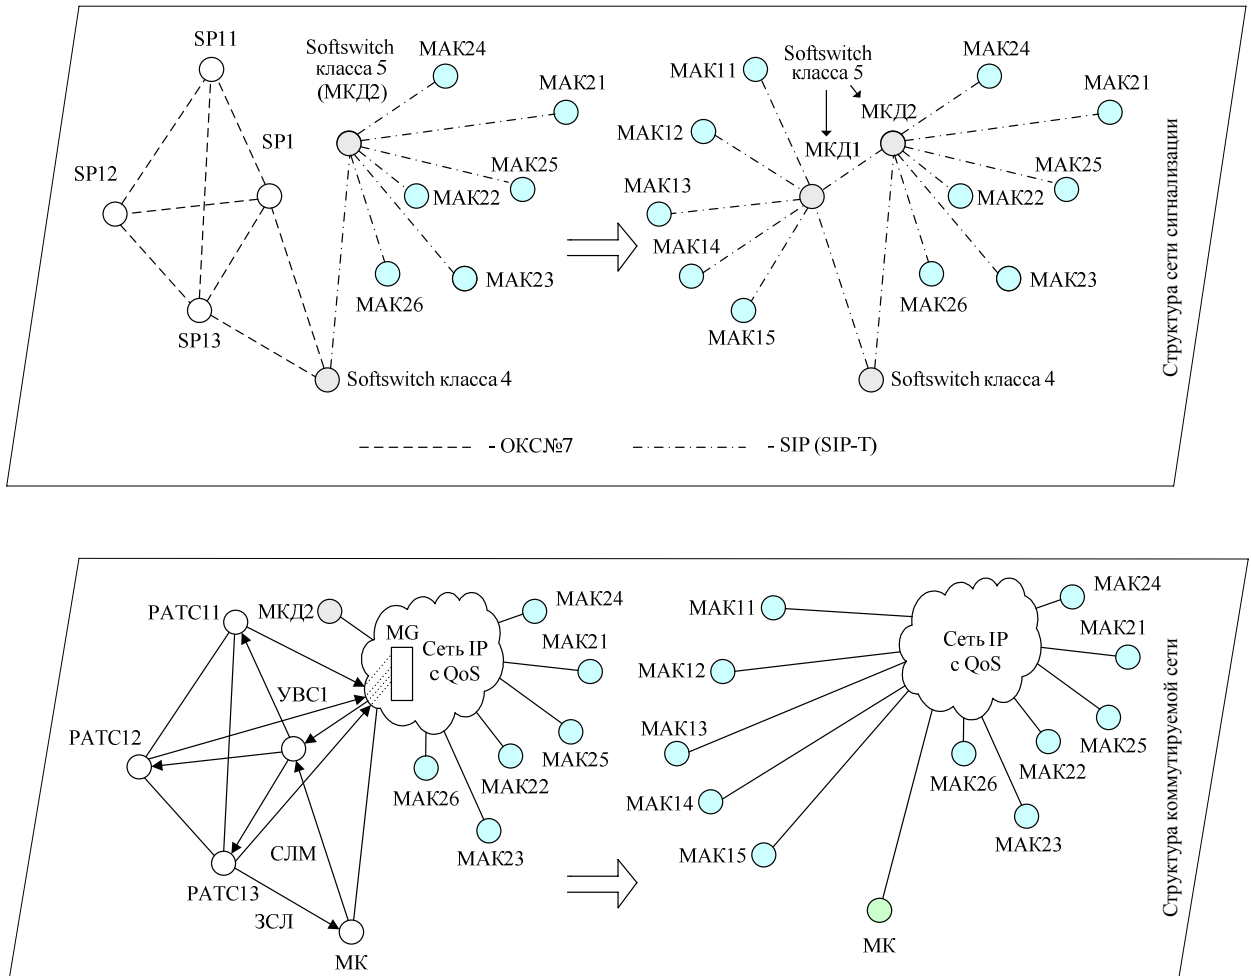 SP11
Softswitch
класса 5
(МКД2)
МАК24
МАК21
SP1
SP12
МАК25
МАК22
МАК26
МАК23
SP13
Softswitch класса 4
МАК11
Softswitch
класса 5
МАК24
МКД2
МАК21
МАК12
МКД1
МАК25
МАК13
МАК22
МАК14
МАК23
МАК26
МАК15
Softswitch класса 4
Структура сети сигнализации
- ОКС№7
- SIP (SIP-T)
РАТС11
МКД2
МАК24
MG
Сеть IP
с QoS
МАК21
УВС1
РАТС12
МАК25
МАК22
МАК26
МАК23
СЛМ
РАТС13
ЗСЛ
МК
МАК11
МАК24
Сеть IP
с QoS
МАК21
МАК12
МАК13
МАК25
МАК22
МАК26
МАК14
МАК23
МАК15
МК
Структура коммутируемой сети